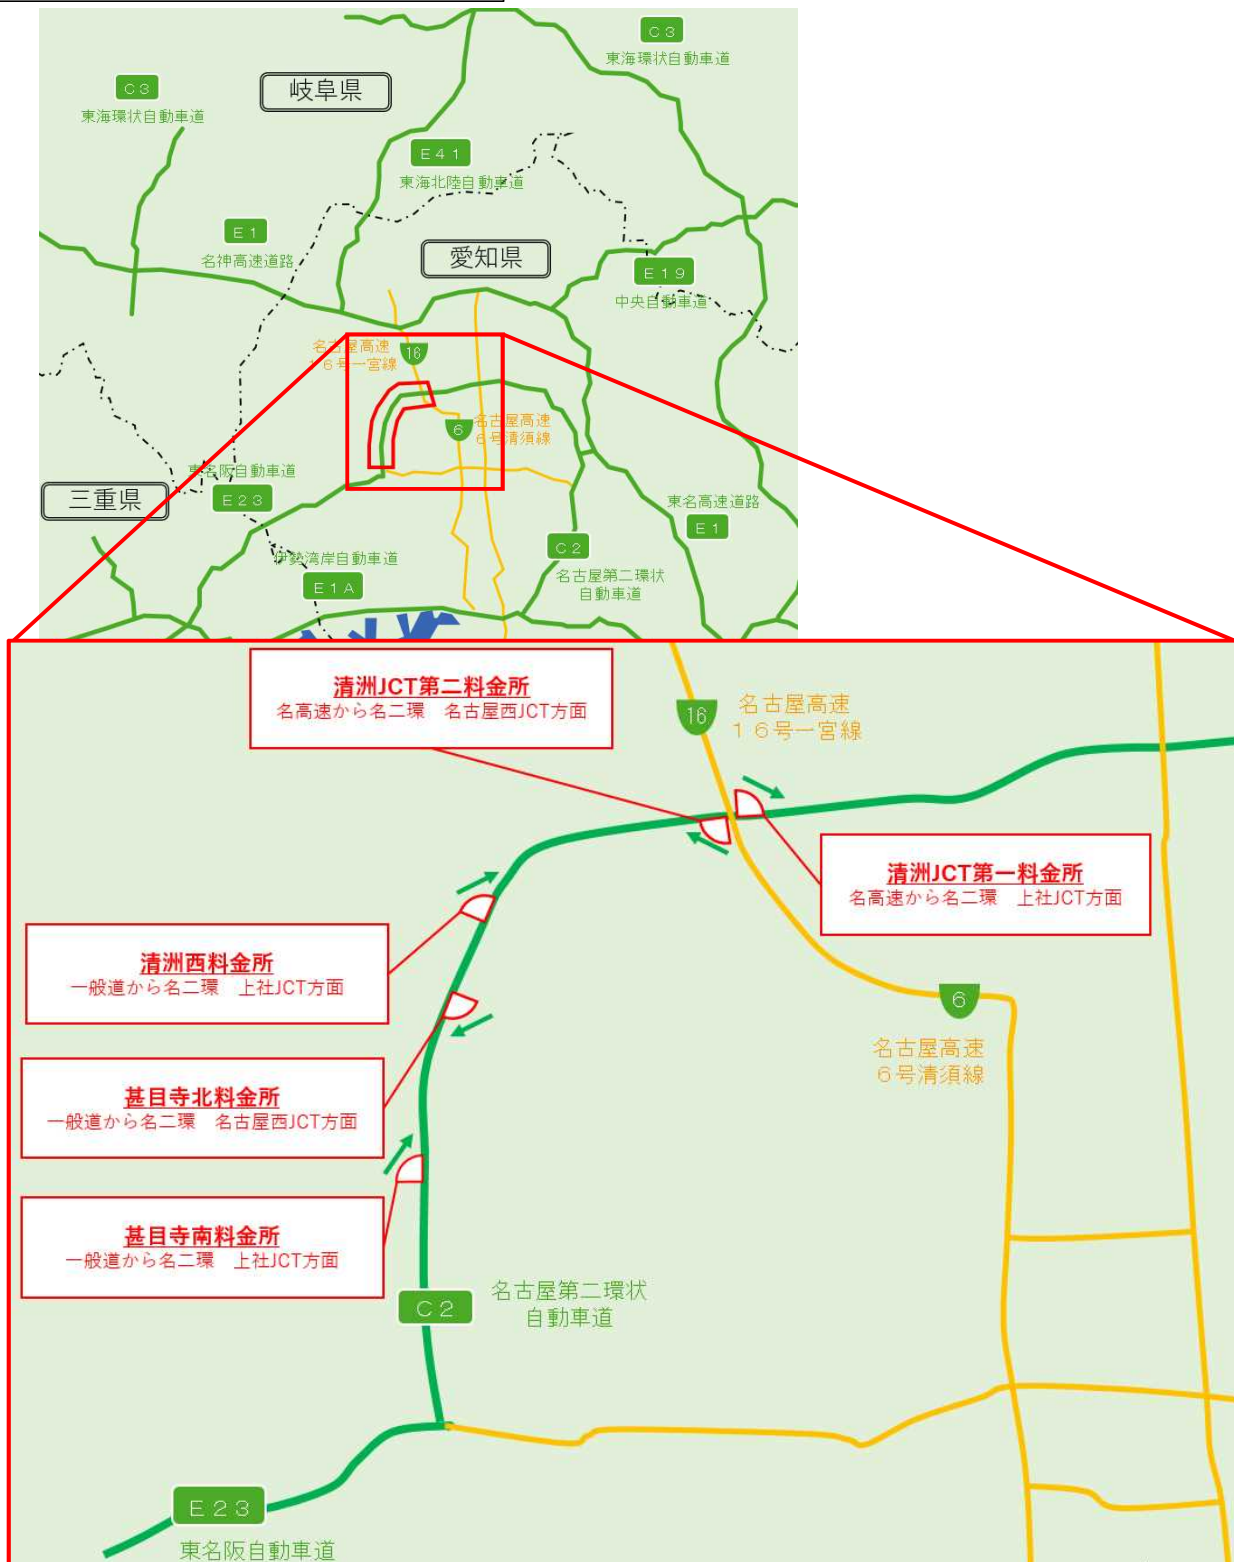 C3
東海環状自動車道
C3
東海環状自動車道
岐阜県
E41
東海北陸自動車道
E1
名神高速道路
愛知県
E19
中央自動車道
名古屋高速
16号一宮線
16
6
名古屋高速
6号清須線
東名阪自動車道
E23
三重県
東名高速道路
E1
伊勢湾岸自動車道
E1A
C2
名古屋第二環状
自動車道
清洲JCT第二料金所
名高速から名二環 名古屋西JCT方面
16
名古屋高速
16号一宮線
清洲JCT第一料金所
名高速から名二環 上社JCT方面
清洲西料金所
一般道から名二環 上社JCT方面
甚目寺北料金所
一般道から名二環 名古屋西JCT方面
甚目寺南料金所
一般道から名二環 上社JCT方面
6
名古屋高速
6号清須線
C2
名古屋第二環状
自動車道
E23
東名阪自動車道